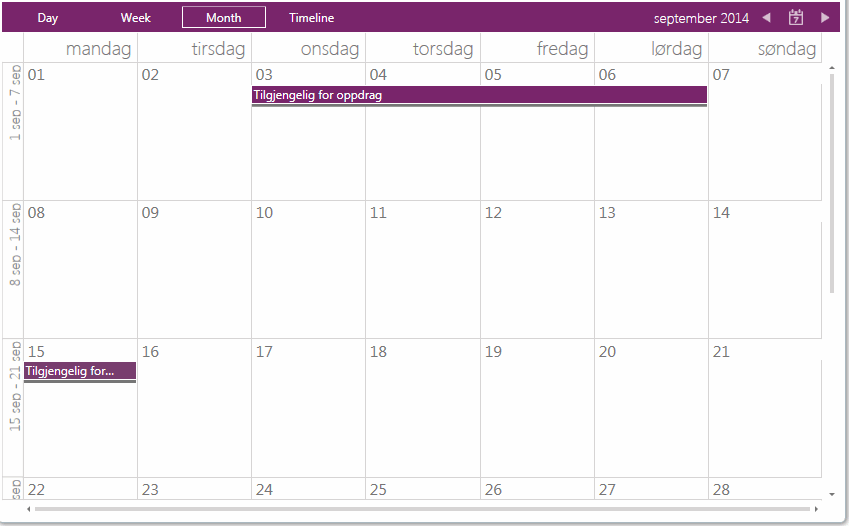 Day Week Month Timeline september 2014 7
mandag tirsdag onsdag torsdag fredag lørdag søndag
1 sep - 7 sep
01 02 03 04 05 06 07
Tilgjengelig for oppdrag
8 sep - 14 sep
08 09 10 11 12 13 14
15 sep - 21 sep
15 16 17 18 19 20 21
Tilgjengelig for...
sep
22 23 24 25 26 27 28